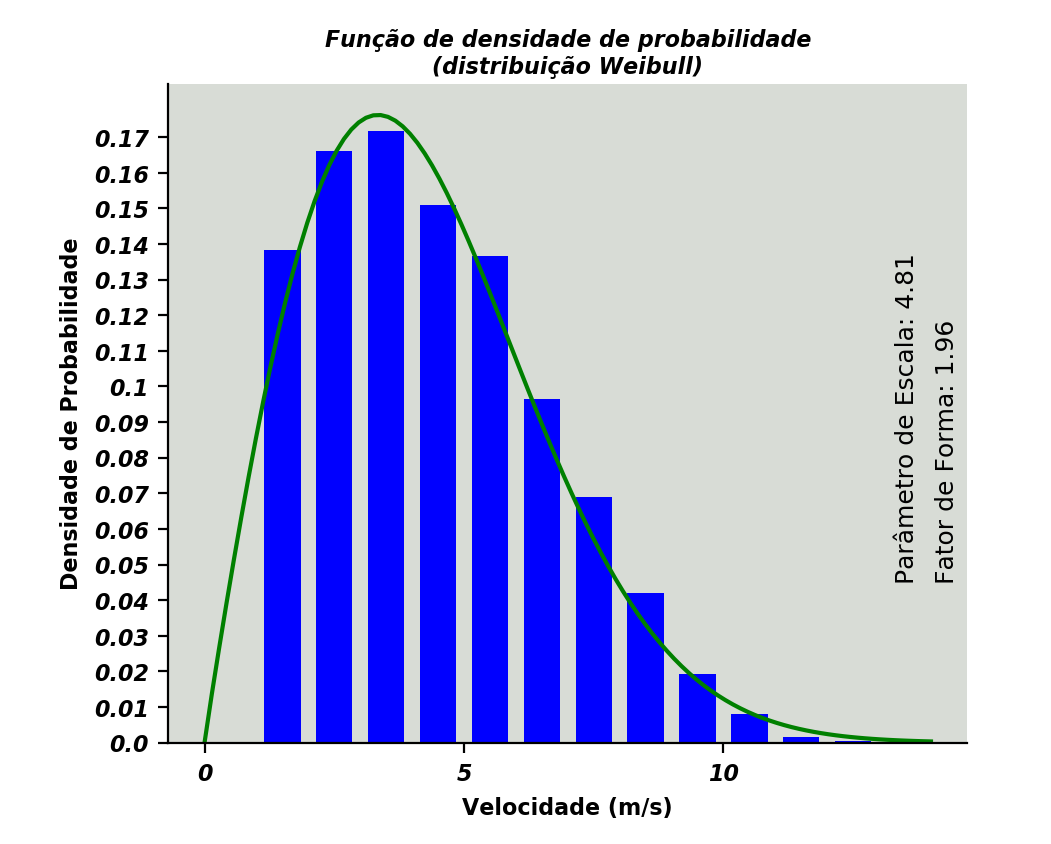 Função de densidade de probabilidade
(distribuição Weibull)
Densidade de Probabilidade
0.17
0.16
0.15
0.14
0.13
0.12
0.11
0.1
0.09
0.08
0.07
0.06
0.05
0.04
0.03
0.02
0.01
0.0
Parâmetro de Escala: 4.81
Fator de Forma: 1.96
0 5 10
Velocidade (m/s)